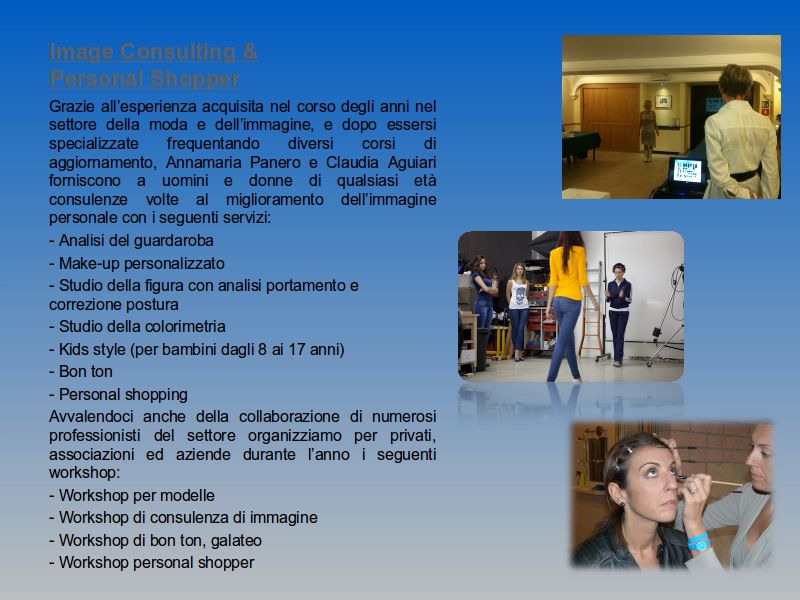 Image Consulting &
Personal Shopper
Grazie all’esperienza acquisita nel corso degli anni nel
settore della moda e dell’immagine, e dopo essersi
specializzate frequentando diversi corsi di
aggiornamento, Annamaria Panero e Claudia Aguiari
forniscono a uomini e donne di qualsiasi età
consulenze volte al miglioramento dell’immagine
personale con i seguenti servizi:
- Analisi del guardaroba
- Make-up personalizzato
- Studio della figura con analisi portamento e
correzione postura
- Studio della colorimetria
- Kids style (per bambini dagli 8 ai 17 anni)
- Bon ton
- Personal shopping
Avvalendoci anche della collaborazione di numerosi
professionisti del settore organizziamo per privati,
associazioni ed aziende durante l’anno i seguenti
workshop:
- Workshop per modelle
- Workshop di consulenza di immagine
- Workshop di bon ton, galateo
- Workshop personal shopper